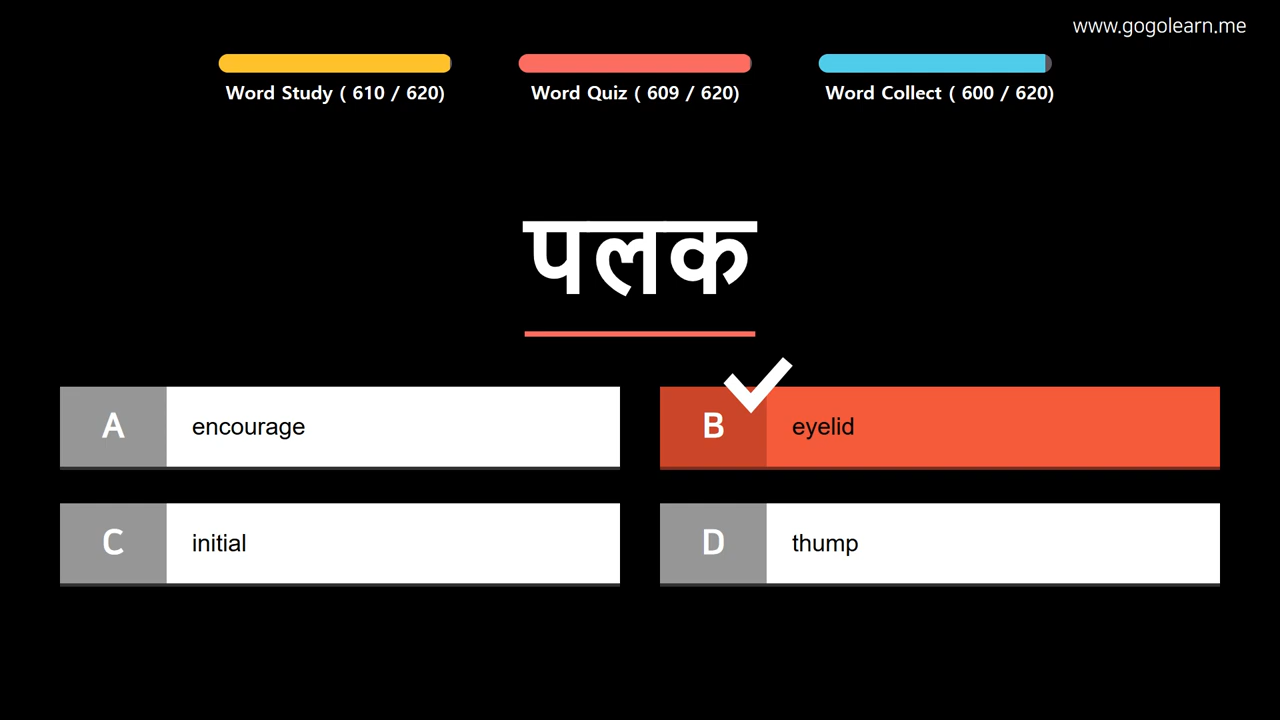 www.gogolearn.me
Word Study ( 610 / 620)
Word Quiz ( 609 / 620)
Word Collect ( 600 / 620)
पलक
A encourage
B eyelid
C initial
D thump